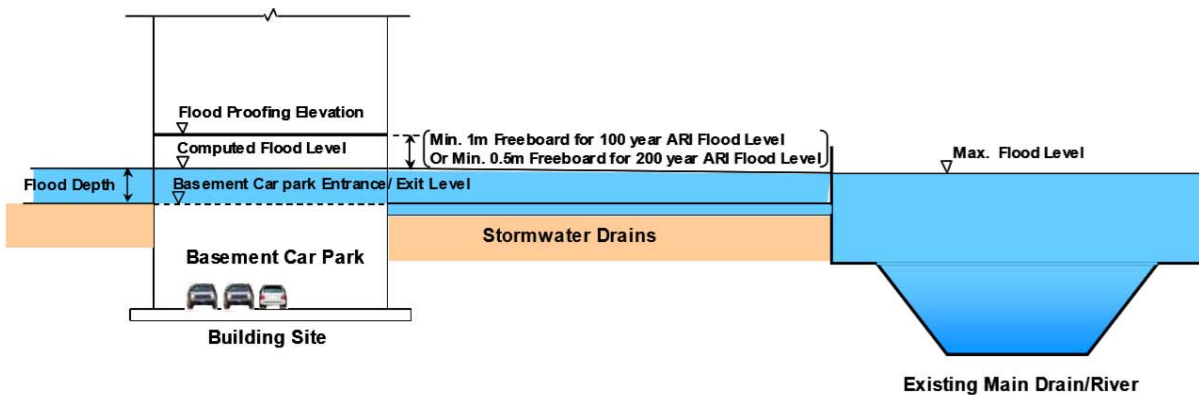 Flood Proofing Elevation
Min. 1m Freeboard for 100 year ARI Flood Level
Computed Flood Level
Or Min. 0.5m Freeboard for 200 year ARI Flood Level
Max. Flood Level
Flood Depth
Basement Car park Entrance/ Exit Level
Stormwater Drains
Basement Car Park
Building Site
Existing Main Drain/River